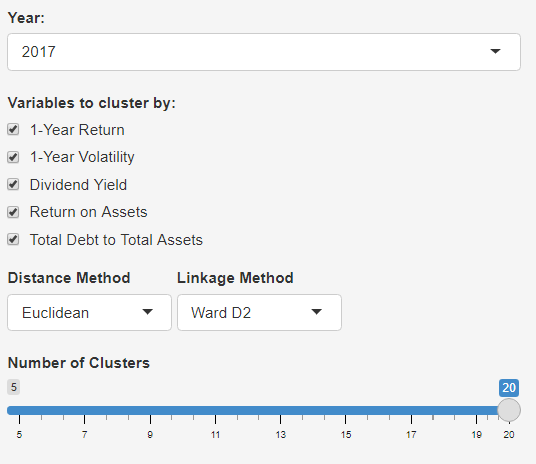 Year:
2017
Variables to cluster by:
1-Year Return
1-Year Volatility
Dividend Yield
Return on Assets
Total Debt to Total Assets
Distance Method Linkage Method
Euclidean Ward D2
Number of Clusters
5 20
5 7 9 11 13 15 17 19 20